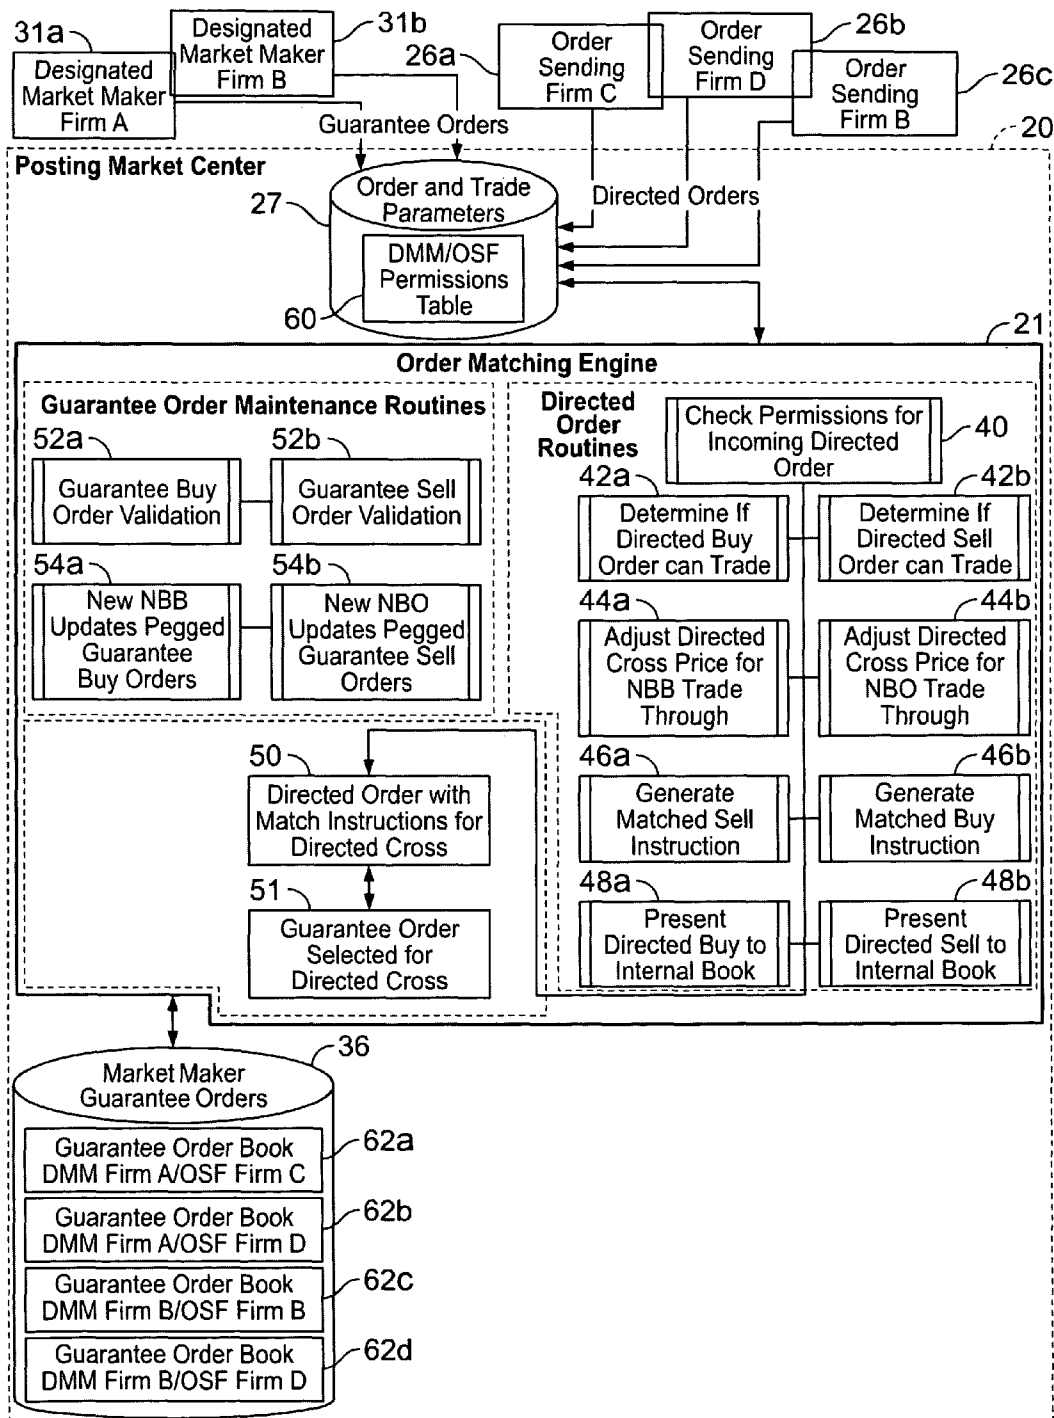 31a
Designated
Market Maker
Firm A
Designated
Market Maker
Firm B
31b
26a
Order
Sending
Firm C
Order
Sending
Firm D
26b
Order
Sending
Firm B
26c
Guarantee Orders
Directed Orders
20
Posting Market Center
27
Order and Trade
Parameters
DMM/OSF
Permissions
Table
60
21
Order Matching Engine
Guarantee Order Maintenance Routines
52a
Guarantee Buy
Order Validation
52b
Guarantee Sell
Order Validation
54a
New NBB
Updates Pegged
Guarantee
Buy Orders
54b
New NBO
Updates Pegged
Guarantee Sell
Orders
Directed
Order
Routines
Check Permissions for
Incoming Directed
Order
40
42a
Determine If
Directed Buy
Order can Trade
42b
Determine If
Directed Sell
Order can Trade
44a
Adjust Directed
Cross Price for
NBB Trade
Through
44b
Adjust Directed
Cross Price for
NBO Trade
Through
46a
Generate
Matched Sell
Instruction
46b
Generate
Matched Buy
Instruction
48a
Present
Directed Buy to
Internal Book
48b
Present
Directed Sell to
Internal Book
50
Directed Order with
Match Instructions for
Directed Cross
51
Guarantee Order
Selected for
Directed Cross
36
Market Maker
Guarantee Orders
Guarantee Order Book
DMM Firm A/OSF Firm C
62a
Guarantee Order Book
DMM Firm A/OSF Firm D
62b
Guarantee Order Book
DMM Firm B/OSF Firm B
62c
Guarantee Order Book
DMM Firm B/OSF Firm D
62d